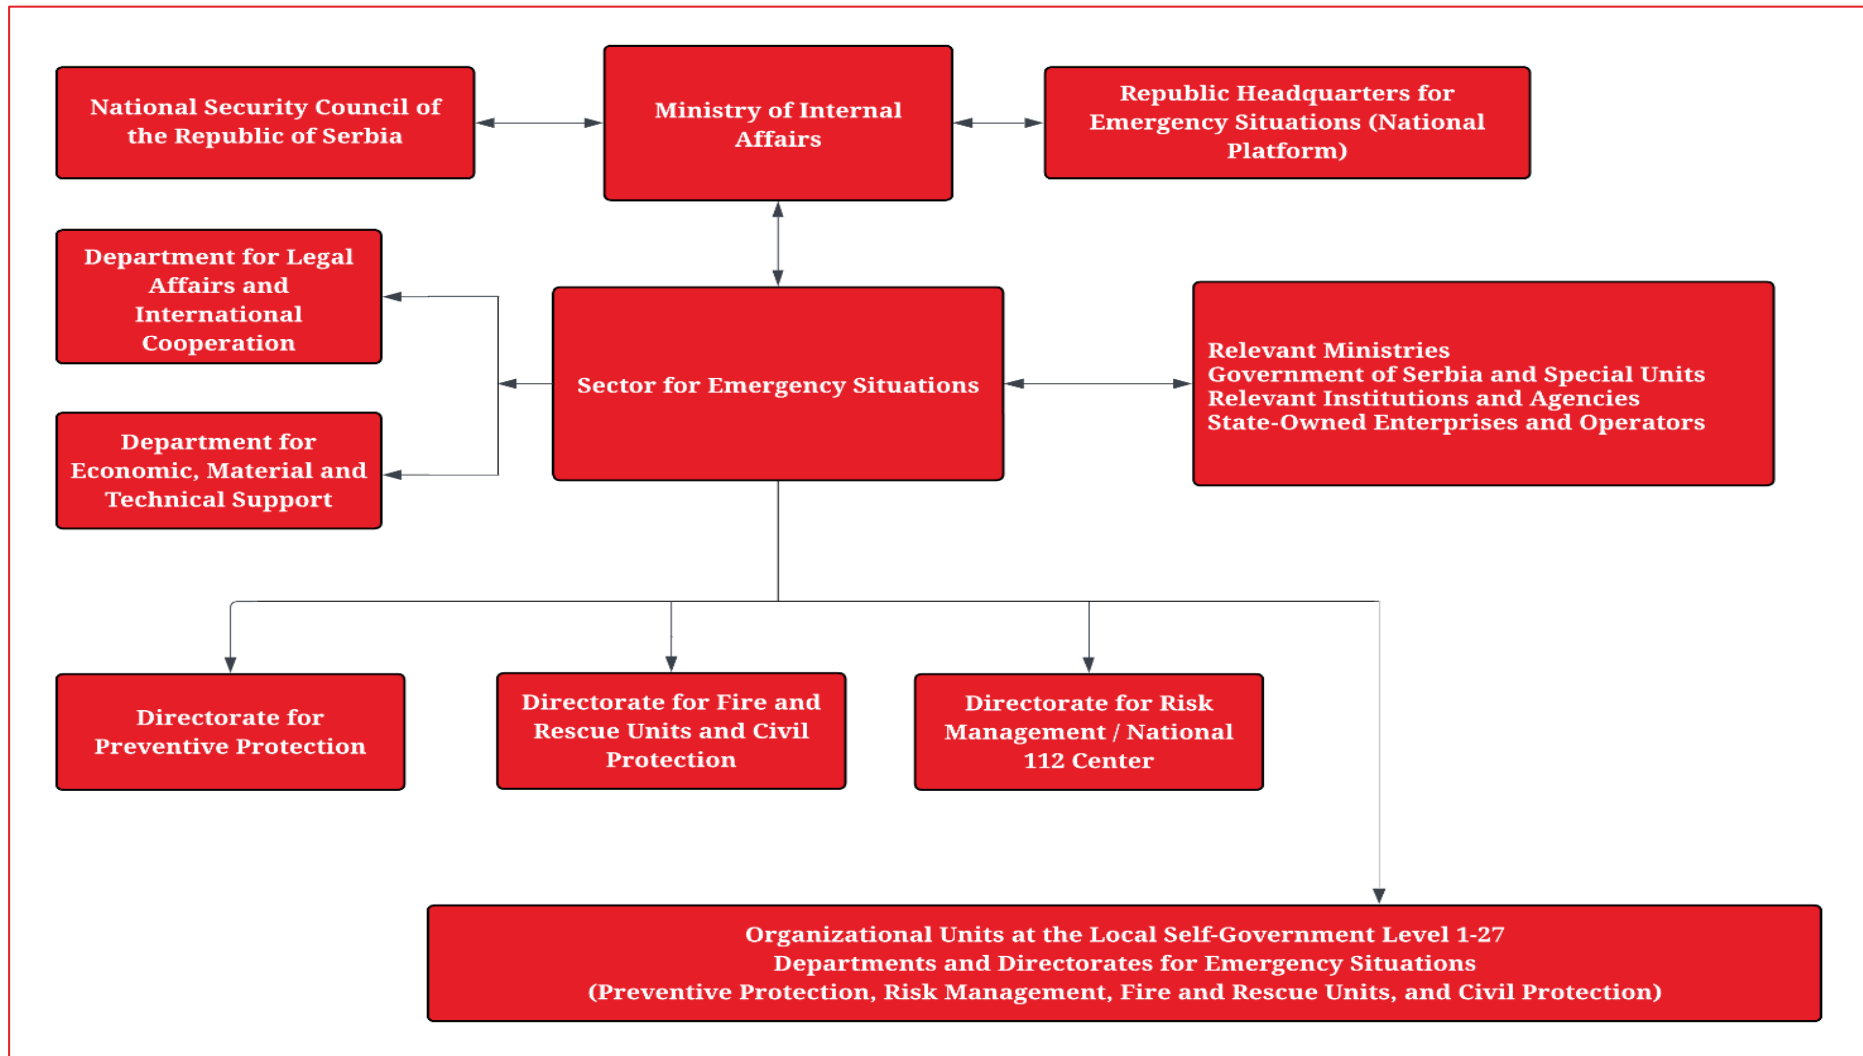 National Security Council of
the Republic of Serbia
Ministry of Internal
Affairs
Republic Headquarters for
Emergency Situations (National
Platform)
Department for Legal
Affairs and
International
Cooperation
Sector for Emergency Situations
Relevant Ministries
Government of Serbia and Special Units
Relevant Institutions and Agencies
State-Owned Enterprises and Operators
Department for
Economic, Material and
Technical Support
Directorate for
Preventive Protection
Directorate for Fire and
Rescue Units and Civil
Protection
Directorate for Risk
Management / National
112 Center
Organizational Units at the Local Self-Government Level 1-27
Departments and Directorates for Emergency Situations
(Preventive Protection, Risk Management, Fire and Rescue Units, and Civil Protection)